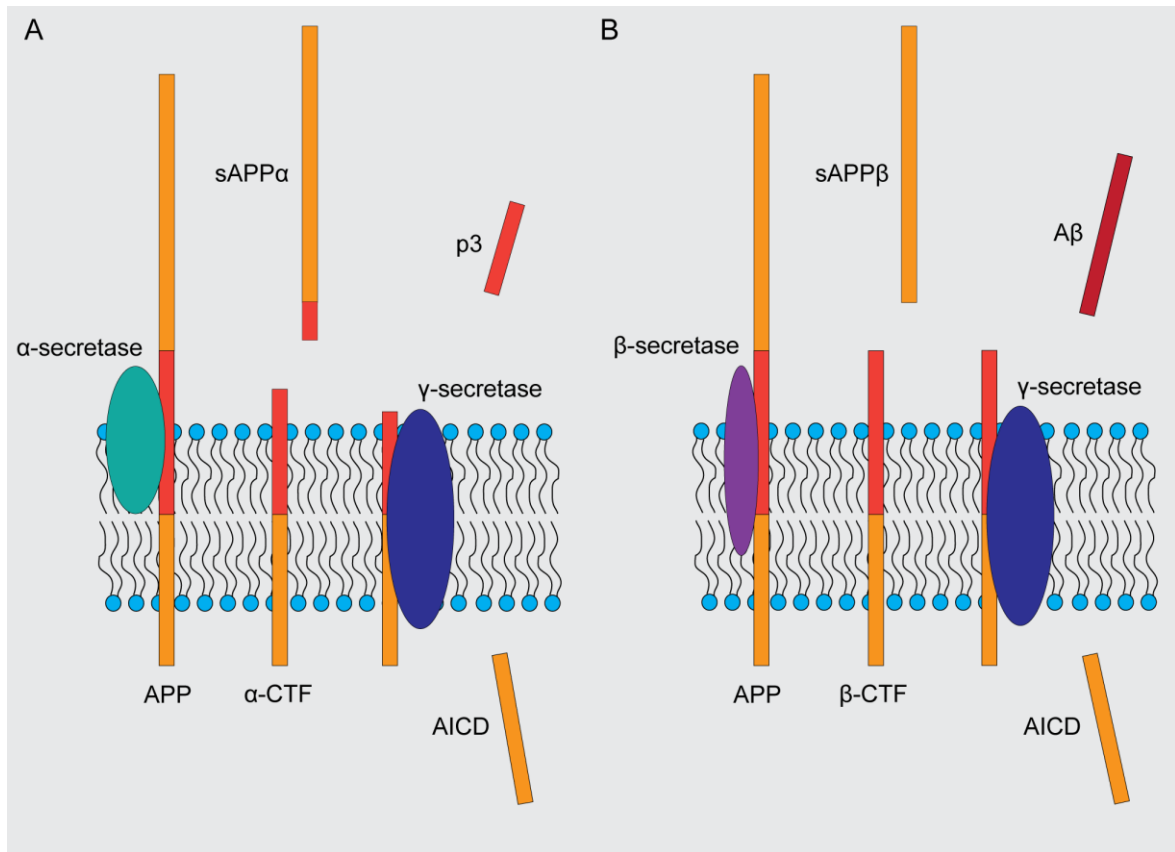 A
sAPPα
p3
α-secretase
γ-secretase
APP
α-CTF
AICD
B
sAPPβ
Aβ
β-secretase
γ-secretase
APP
β-CTF
AICD